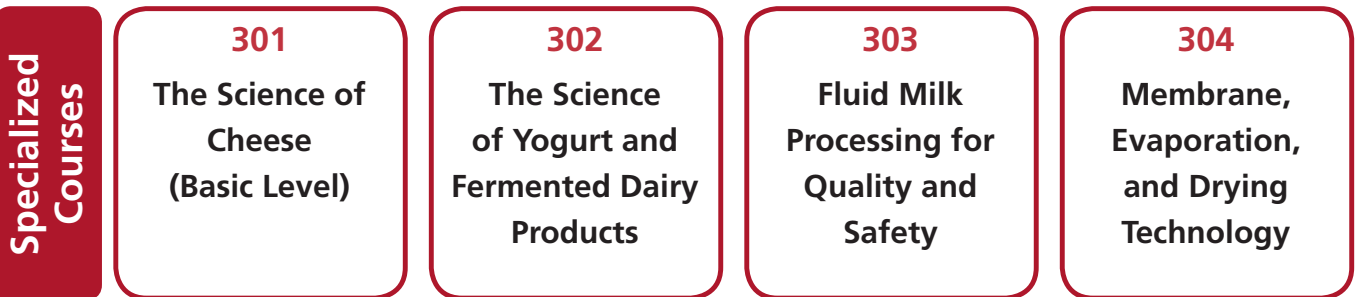 Specialized
Courses
301
The Science of
Cheese
(Basic Level)
302
The Science
of Yogurt and
Fermented Dairy
Products
303
Fluid Milk
Processing for
Quality and
Safety
304
Membrane,
Evaporation,
and Drying
Technology